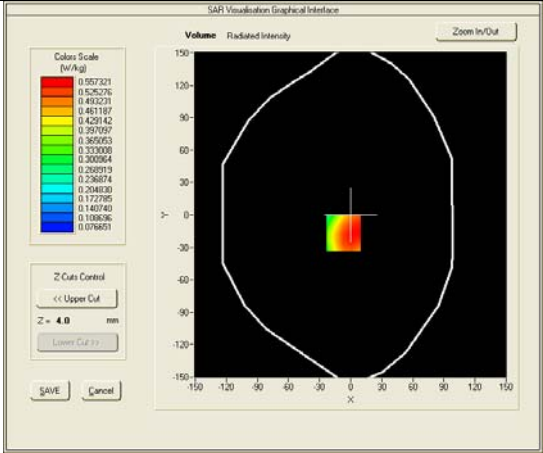 SAR Visualisation Graphical Interface
Volume Radiated Intensity
Zoom In/Out
Colors Scale
(W/kg)
0.557321
0.525276
0.493231
0.461187
0.429142
0.397097
0.365053
0.333008
0.300964
0.268919
0.236874
0.204830
0.172785
0.140740
0.108696
0.076651
Z Cuts Control
<< Upper Cut
Z = 4.0 mm
Lower Cut >>
SAVE Cancel
150
120
90
60
30
0
-30
-60
-90
-120
-150
Y
-150 -120 -90 -60 -30 0 30 60 90 120 150
X